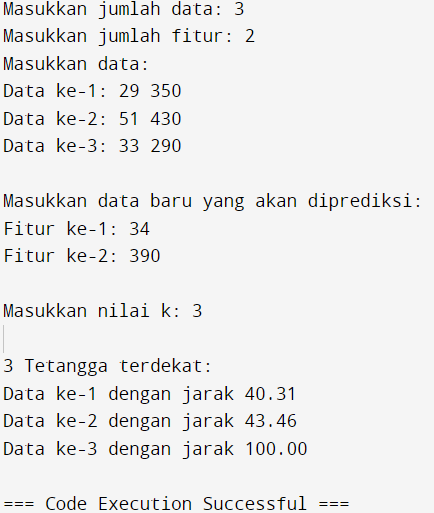 Masukkan jumlah data: 3
Masukkan jumlah fitur: 2
Masukkan data:
Data ke-1: 29 350
Data ke-2: 51 430
Data ke-3: 33 290
Masukkan data baru yang akan diprediksi:
Fitur ke-1: 34
Fitur ke-2: 390
Masukkan nilai k: 3
3 Tetangga terdekat:
Data ke-1 dengan jarak 40.31
Data ke-2 dengan jarak 43.46
Data ke-3 dengan jarak 100.00
=== Code Execution Successful ===